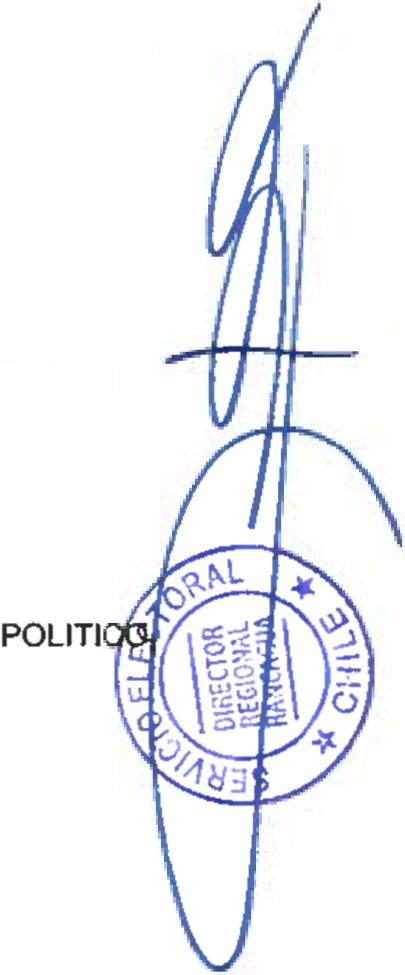 POLITICO
SERVICIO ELECTORAL
★ CHILE ★
DIRECTOR
REGIONAL
RANCAGUA